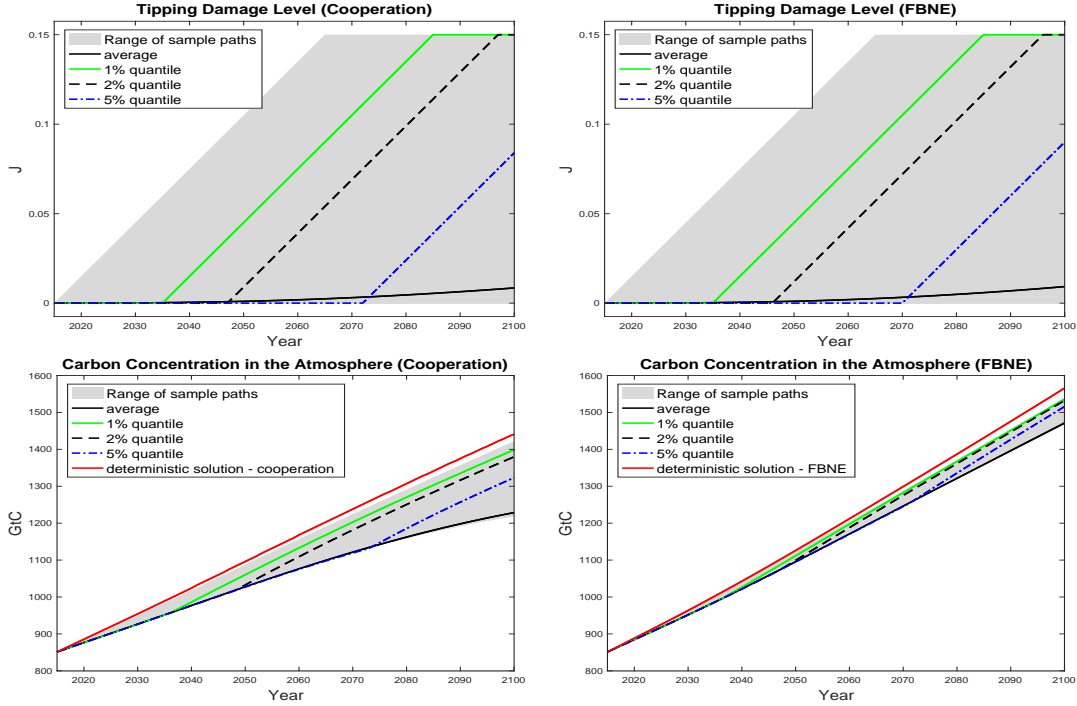 Tipping Damage Level (Cooperation)
0.15
0.1
0.05
0
J
Range of sample paths
average
1% quantile
2% quantile
5% quantile
2020 2030 2040 2050 2060 2070 2080 2090 2100
Year
Tipping Damage Level (FBNE)
0.15
0.1
0.05
0
J
Range of sample paths
average
1% quantile
2% quantile
5% quantile
2020 2030 2040 2050 2060 2070 2080 2090 2100
Year
Carbon Concentration in the Atmosphere (Cooperation)
1600
1500
1400
1300
1200
1100
1000
900
800
GtC
Range of sample paths
average
1% quantile
2% quantile
5% quantile
deterministic solution - cooperation
2020 2030 2040 2050 2060 2070 2080 2090 2100
Year
Carbon Concentration in the Atmosphere (FBNE)
1600
1500
1400
1300
1200
1100
1000
900
800
GtC
Range of sample paths
average
1% quantile
2% quantile
5% quantile
deterministic solution - FBNE
2020 2030 2040 2050 2060 2070 2080 2090 2100
Year